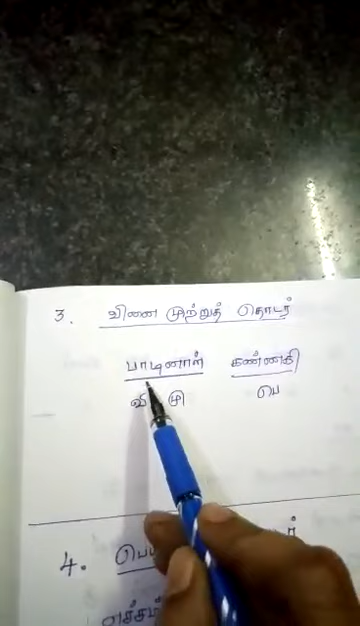 3. வினை முற்றுத் தொடர்
பாடினாள் கண்ணகி
வி மு பெ
4.